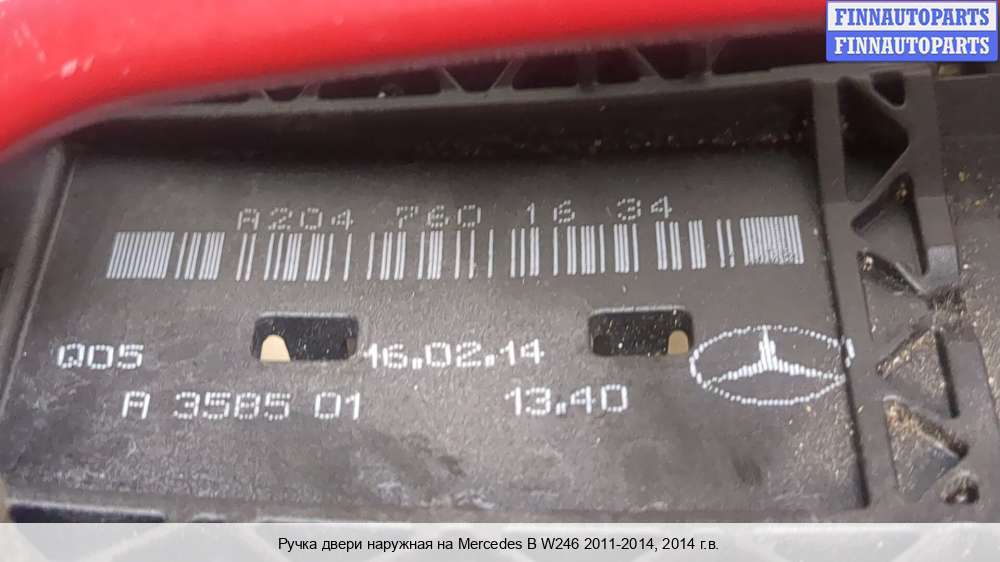 FINNAUTOPARTS
FINNAUTOPARTS
A204 760 16 34
Q05 16.02.14
A 3585 01 13.40
Ручка двери наружная на Mercedes B W246 2011-2014, 2014 г.в.